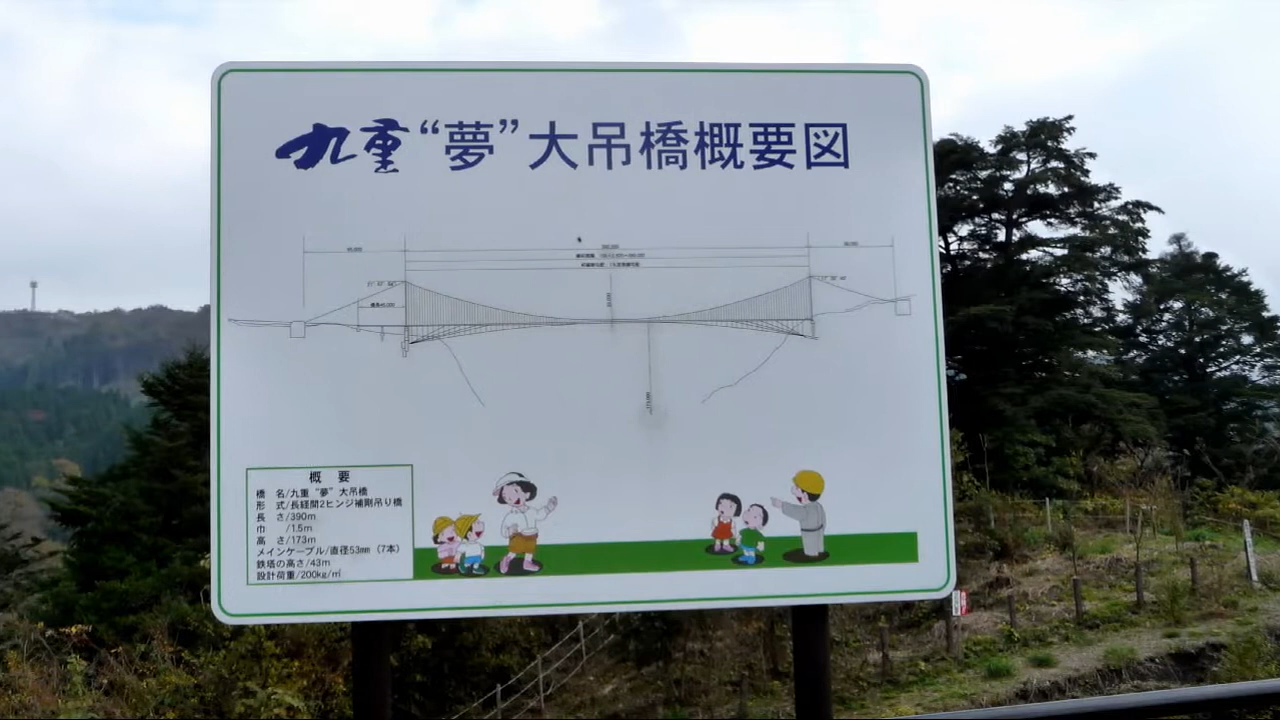 九重“夢”大吊橋概要図
390,000
概 要
橋 名/九重“夢”大吊橋
形 式/長経間2ヒンジ補剛吊り橋
長 さ/390m
巾 /1.5m
高 さ/173m
メインケーブル/直径53mm（7本）
鉄塔の高さ/43m
設計荷重/200kg/㎡